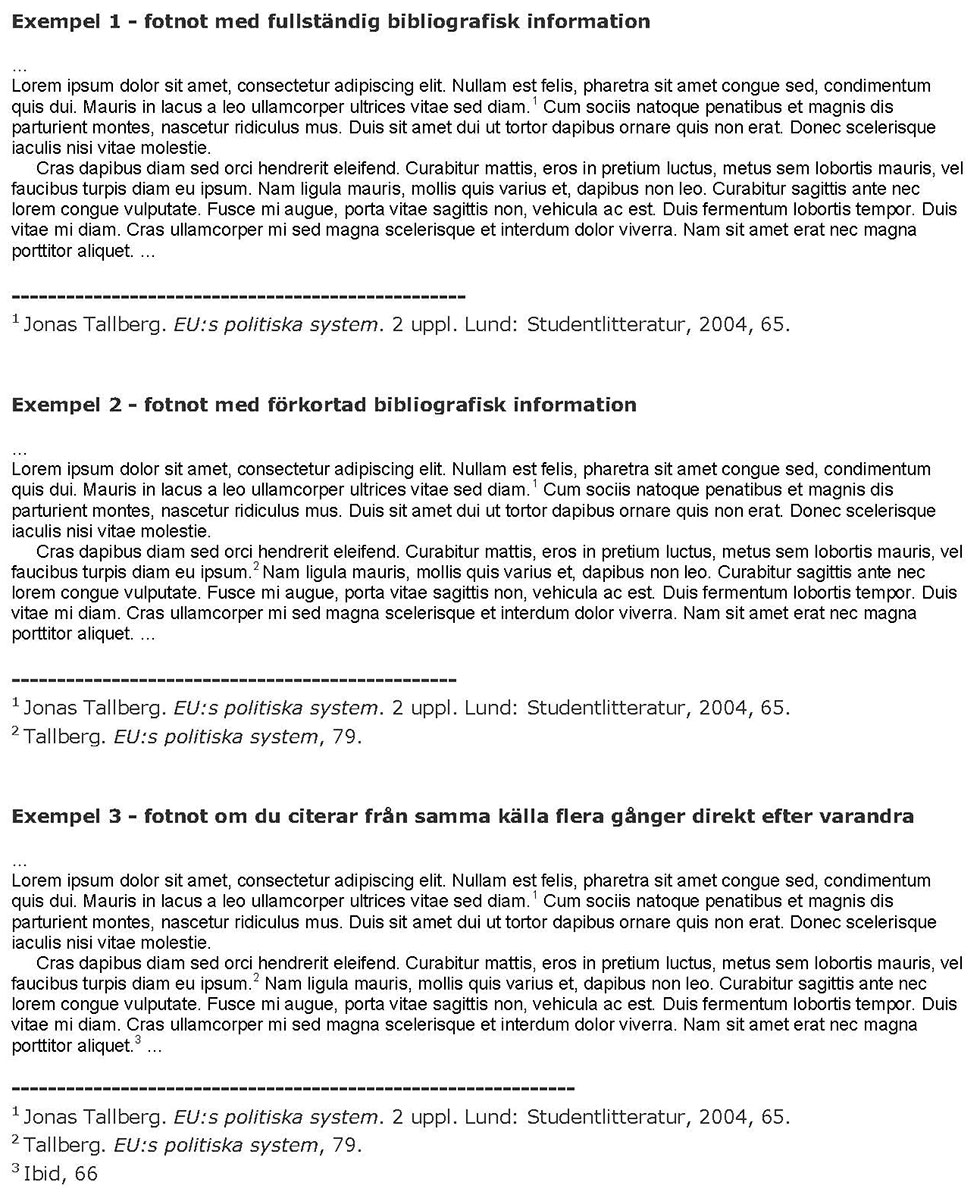 Exempel 1 - fotnot med fullständig bibliografisk information
...
Lorem ipsum dolor sit amet, consectetur adipiscing elit. Nullam est felis, pharetra sit amet congue sed, condimentum
quis dui. Mauris in lacus a leo ullamcorper ultrices vitae sed diam.¹ Cum sociis natoque penatibus et magnis dis
parturient montes, nascetur ridiculus mus. Duis sit amet dui ut tortor dapibus ornare quis non erat. Donec scelerisque
iaculis nisi vitae molestie.
Cras dapibus diam sed orci hendrerit eleifend. Curabitur mattis, eros in pretium luctus, metus sem lobortis mauris, vel
faucibus turpis diam eu ipsum. Nam ligula mauris, mollis quis varius et, dapibus non leo. Curabitur sagittis ante nec
lorem congue vulputate. Fusce mi augue, porta vitae sagittis non, vehicula ac est. Duis fermentum lobortis tempor. Duis
vitae mi diam. Cras ullamcorper mi sed magna scelerisque et interdum dolor viverra. Nam sit amet erat nec magna
porttitor aliquet. ...
--------------------------------------------------
¹ Jonas Tallberg. EU:s politiska system. 2 uppl. Lund: Studentlitteratur, 2004, 65.
Exempel 2 - fotnot med förkortad bibliografisk information
...
Lorem ipsum dolor sit amet, consectetur adipiscing elit. Nullam est felis, pharetra sit amet congue sed, condimentum
quis dui. Mauris in lacus a leo ullamcorper ultrices vitae sed diam.¹ Cum sociis natoque penatibus et magnis dis
parturient montes, nascetur ridiculus mus. Duis sit amet dui ut tortor dapibus ornare quis non erat. Donec scelerisque
iaculis nisi vitae molestie.
Cras dapibus diam sed orci hendrerit eleifend. Curabitur mattis, eros in pretium luctus, metus sem lobortis mauris, vel
faucibus turpis diam eu ipsum.² Nam ligula mauris, mollis quis varius et, dapibus non leo. Curabitur sagittis ante nec
lorem congue vulputate. Fusce mi augue, porta vitae sagittis non, vehicula ac est. Duis fermentum lobortis tempor. Duis
vitae mi diam. Cras ullamcorper mi sed magna scelerisque et interdum dolor viverra. Nam sit amet erat nec magna
porttitor aliquet. ...
-------------------------------------------------
¹ Jonas Tallberg. EU:s politiska system. 2 uppl. Lund: Studentlitteratur, 2004, 65.
² Tallberg. EU:s politiska system, 79.
Exempel 3 - fotnot om du citerar från samma källa flera gånger direkt efter varandra
...
Lorem ipsum dolor sit amet, consectetur adipiscing elit. Nullam est felis, pharetra sit amet congue sed, condimentum
quis dui. Mauris in lacus a leo ullamcorper ultrices vitae sed diam.¹ Cum sociis natoque penatibus et magnis dis
parturient montes, nascetur ridiculus mus. Duis sit amet dui ut tortor dapibus ornare quis non erat. Donec scelerisque
iaculis nisi vitae molestie.
Cras dapibus diam sed orci hendrerit eleifend. Curabitur mattis, eros in pretium luctus, metus sem lobortis mauris, vel
faucibus turpis diam eu ipsum.² Nam ligula mauris, mollis quis varius et, dapibus non leo. Curabitur sagittis ante nec
lorem congue vulputate. Fusce mi augue, porta vitae sagittis non, vehicula ac est. Duis fermentum lobortis tempor. Duis
vitae mi diam. Cras ullamcorper mi sed magna scelerisque et interdum dolor viverra. Nam sit amet erat nec magna
porttitor aliquet.³ ...
--------------------------------------------------------------
¹ Jonas Tallberg. EU:s politiska system. 2 uppl. Lund: Studentlitteratur, 2004, 65.
² Tallberg. EU:s politiska system, 79.
³ Ibid, 66